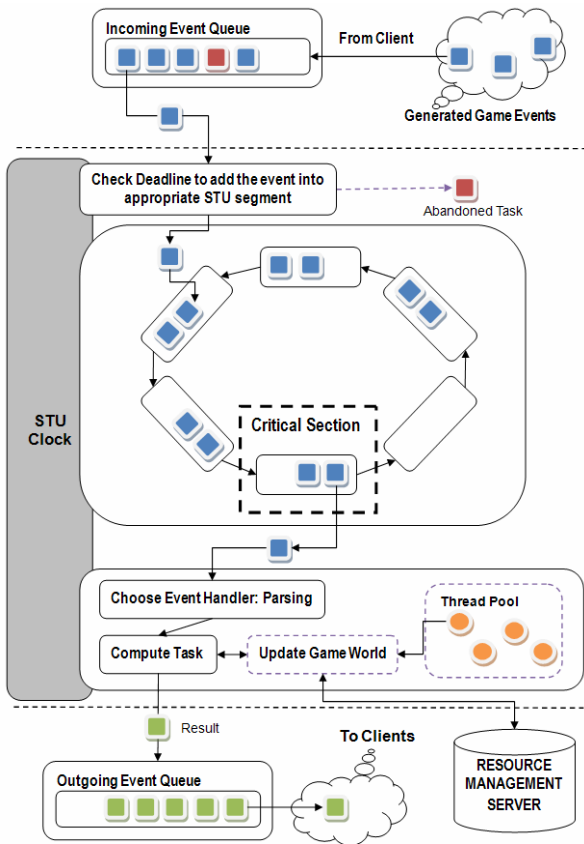 Incoming Event Queue
From Client
Generated Game Events
Check Deadline to add the event into
appropriate STU segment
Abandoned Task
STU
Clock
Critical Section
Choose Event Handler: Parsing
Thread Pool
Compute Task
Update Game World
Result
To Clients
Outgoing Event Queue
RESOURCE
MANAGEMENT
SERVER